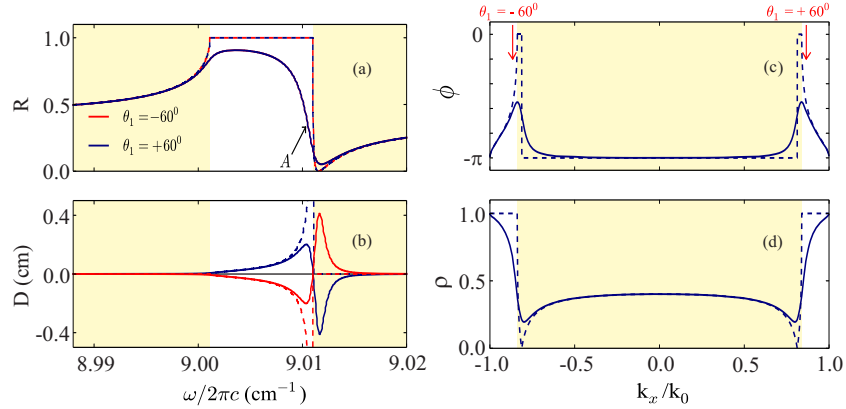 1.0
0.5
0.0
R
(a)
θ₁ = −60⁰
θ₁ = +60⁰
A
0.4
0.0
-0.4
D (cm)
(b)
8.99
9.00
9.01
9.02
ω/2πc (cm⁻¹)
θ₁ = - 60⁰
θ₁ = + 60⁰
0
-π
ϕ
(c)
1.0
0.5
0.0
ρ
(d)
-1.0
-0.5
0.0
0.5
1.0
kₓ/k₀